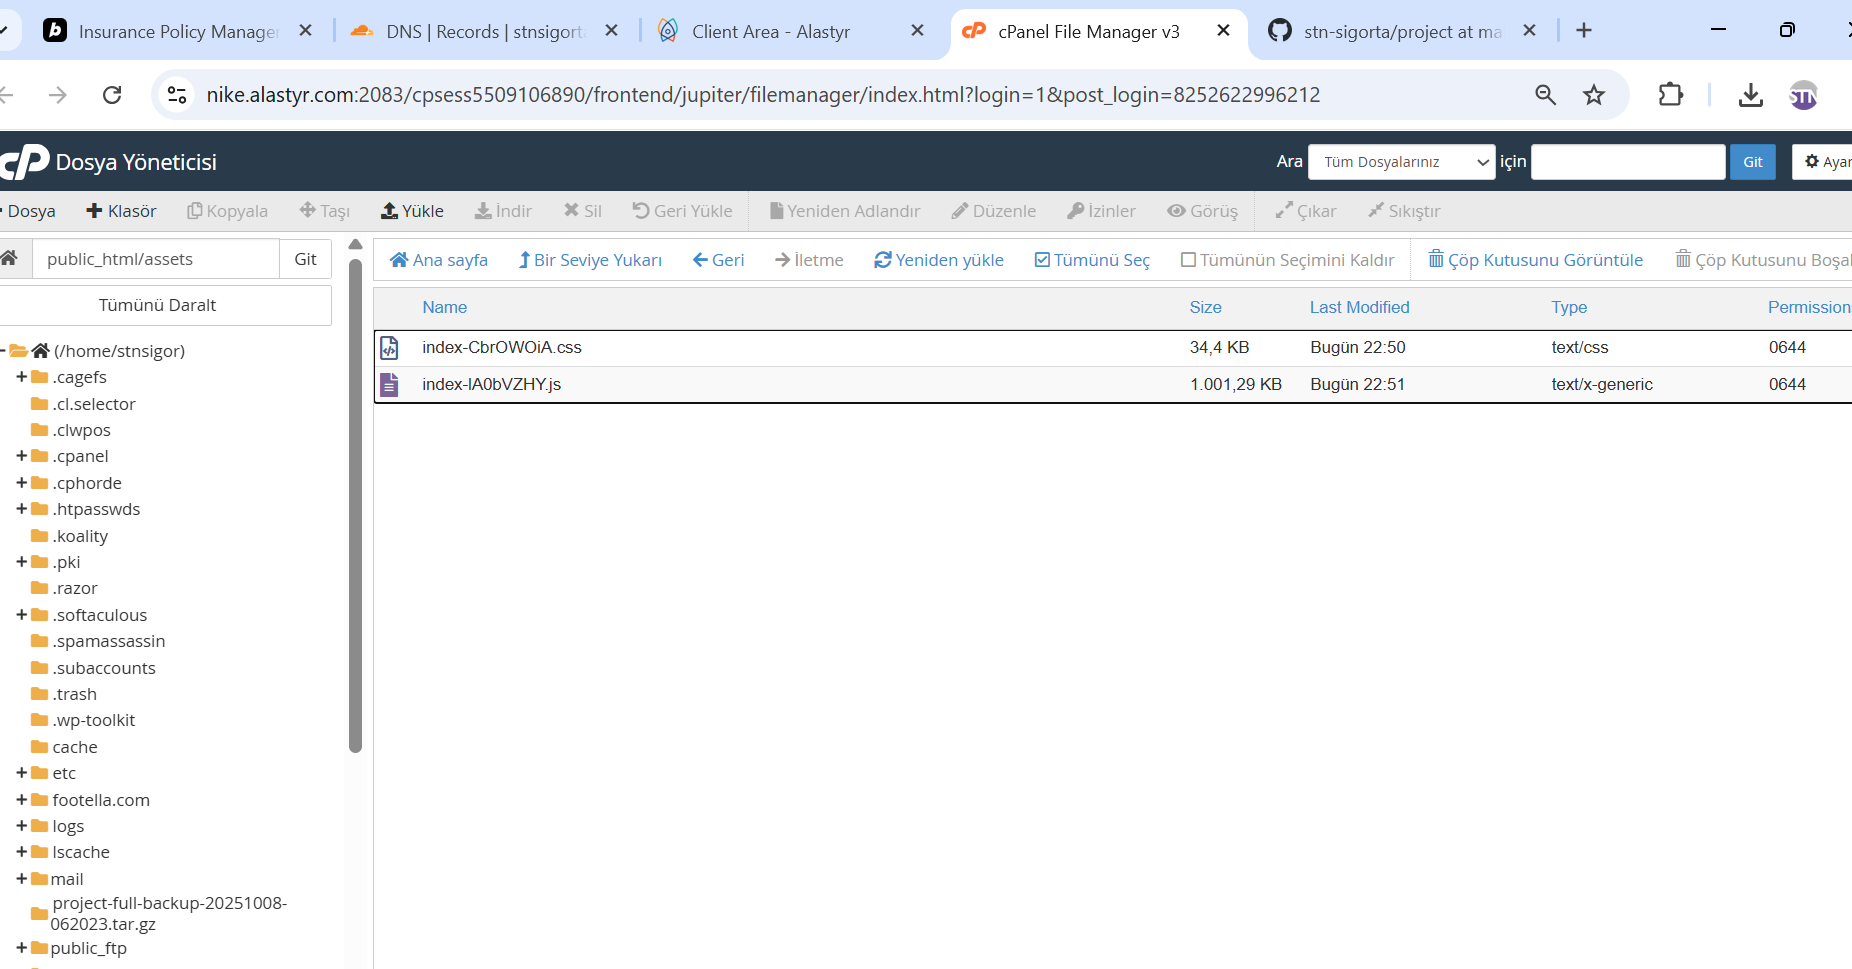 Insurance Policy Manage
DNS | Records | stnsigort
Client Area - Alastyr
cPanel File Manager v3
stn-sigorta/project at ma
nike.alastyr.com:2083/cpsess5509106890/frontend/jupiter/filemanager/index.html?login=1&post_login=8252622996212
STN
cP Dosya Yöneticisi
Ara Tüm Dosyalarınız için Git Ayar
Dosya Klasör Kopyala Taşı Yükle İndir Sil Geri Yükle Yeniden Adlandır Düzenle İzinler Görüş Çıkar Sıkıştır
public_html/assets Git
Ana sayfa Bir Seviye Yukarı Geri İletme Yeniden yükle Tümünü Seç Tümünün Seçimini Kaldır Çöp Kutusunu Görüntüle Çöp Kutusunu Boşal
Tümünü Daralt
Name Size Last Modified Type Permission
index-CbrOWOiA.css 34,4 KB Bugün 22:50 text/css 0644
index-lA0bVZHY.js 1.001,29 KB Bugün 22:51 text/x-generic 0644
(/home/stnsigor)
.cagefs
.cl.selector
.clwpos
.cpanel
.cphorde
.htpasswds
.koality
.pki
.razor
.softaculous
.spamassassin
.subaccounts
.trash
.wp-toolkit
cache
etc
footella.com
logs
lscache
mail
project-full-backup-20251008-
062023.tar.gz
public_ftp